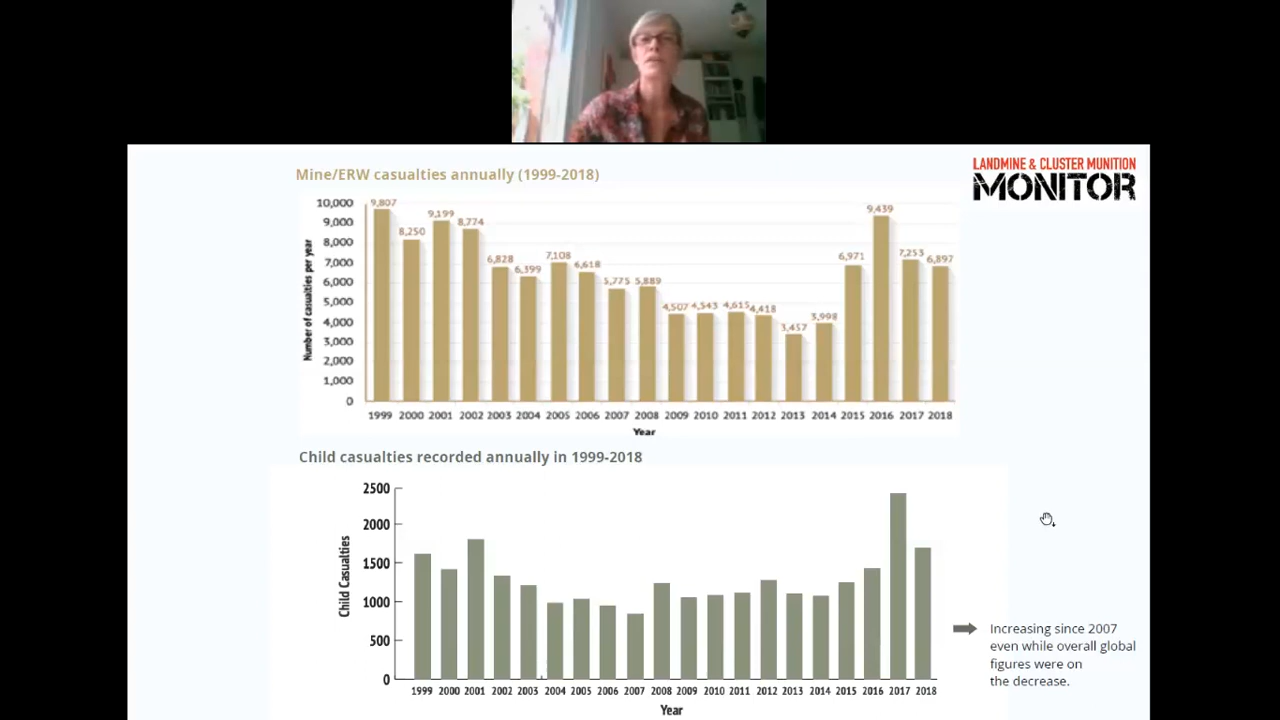 Mine/ERW casualties annually (1999-2018)
LANDMINE & CLUSTER MUNITION
MONITOR
Number of casualties per year
10,000
9,000
8,000
7,000
6,000
5,000
4,000
3,000
2,000
1,000
0
9,807
8,250
9,199
8,774
6,828
6,399
7,108
6,618
5,775
5,889
4,507
4,543
4,615
4,418
3,457
3,998
6,971
9,439
7,253
6,897
1999 2000 2001 2002 2003 2004 2005 2006 2007 2008 2009 2010 2011 2012 2013 2014 2015 2016 2017 2018
Year
Child casualties recorded annually in 1999-2018
Child Casualties
2500
2000
1500
1000
500
0
1999 2000 2001 2002 2003 2004 2005 2006 2007 2008 2009 2010 2011 2012 2013 2014 2015 2016 2017 2018
Year
Increasing since 2007
even while overall global
figures were on
the decrease.